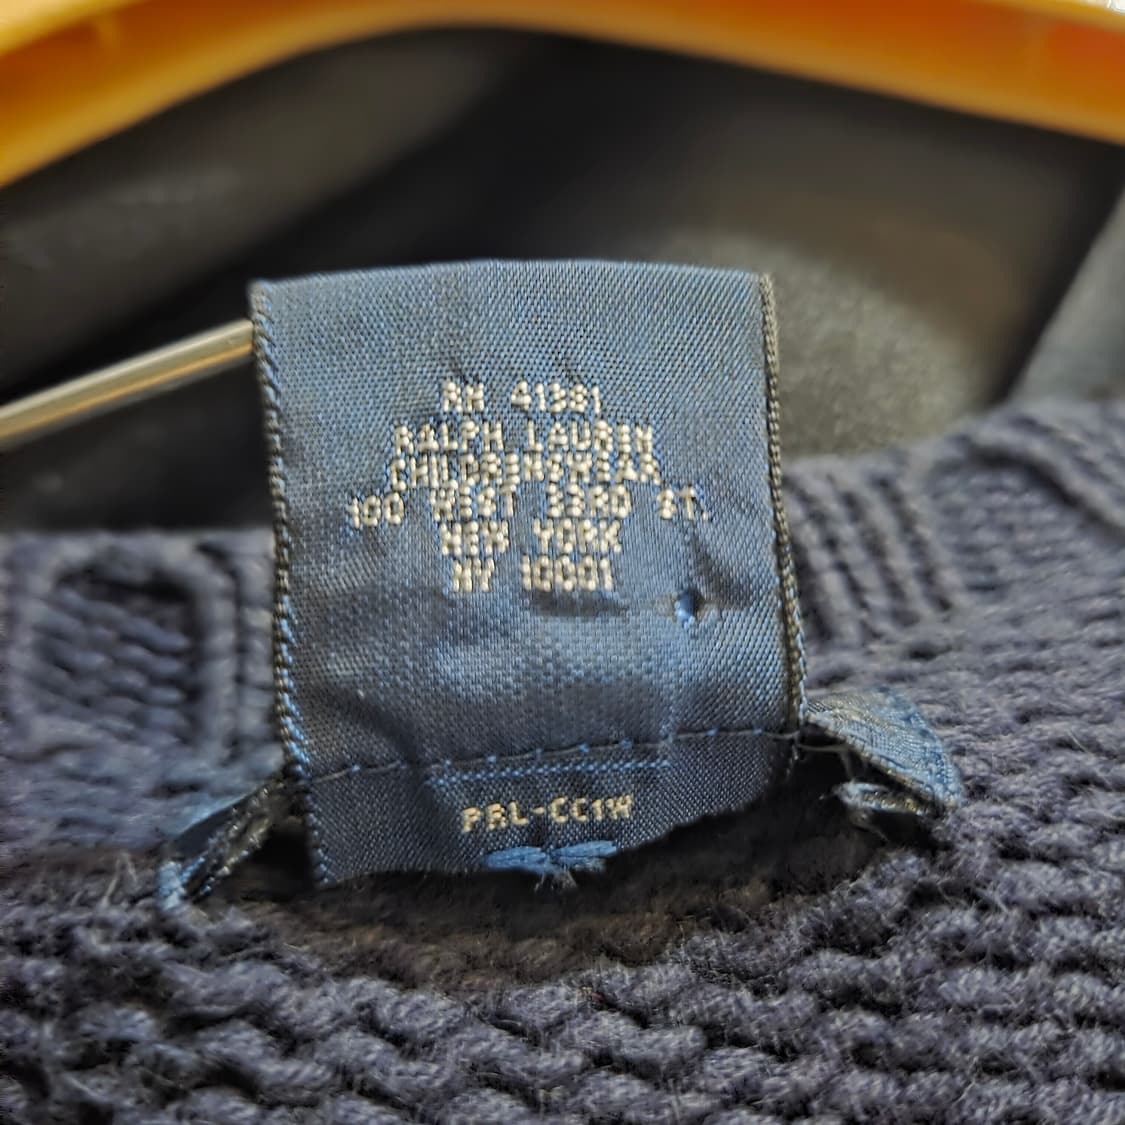 RN 41381
RALPH LAUREN
CHILDRENSWEAR
100 WEST 33RD ST.
NEW YORK
NY 10001
PRL-CC1W